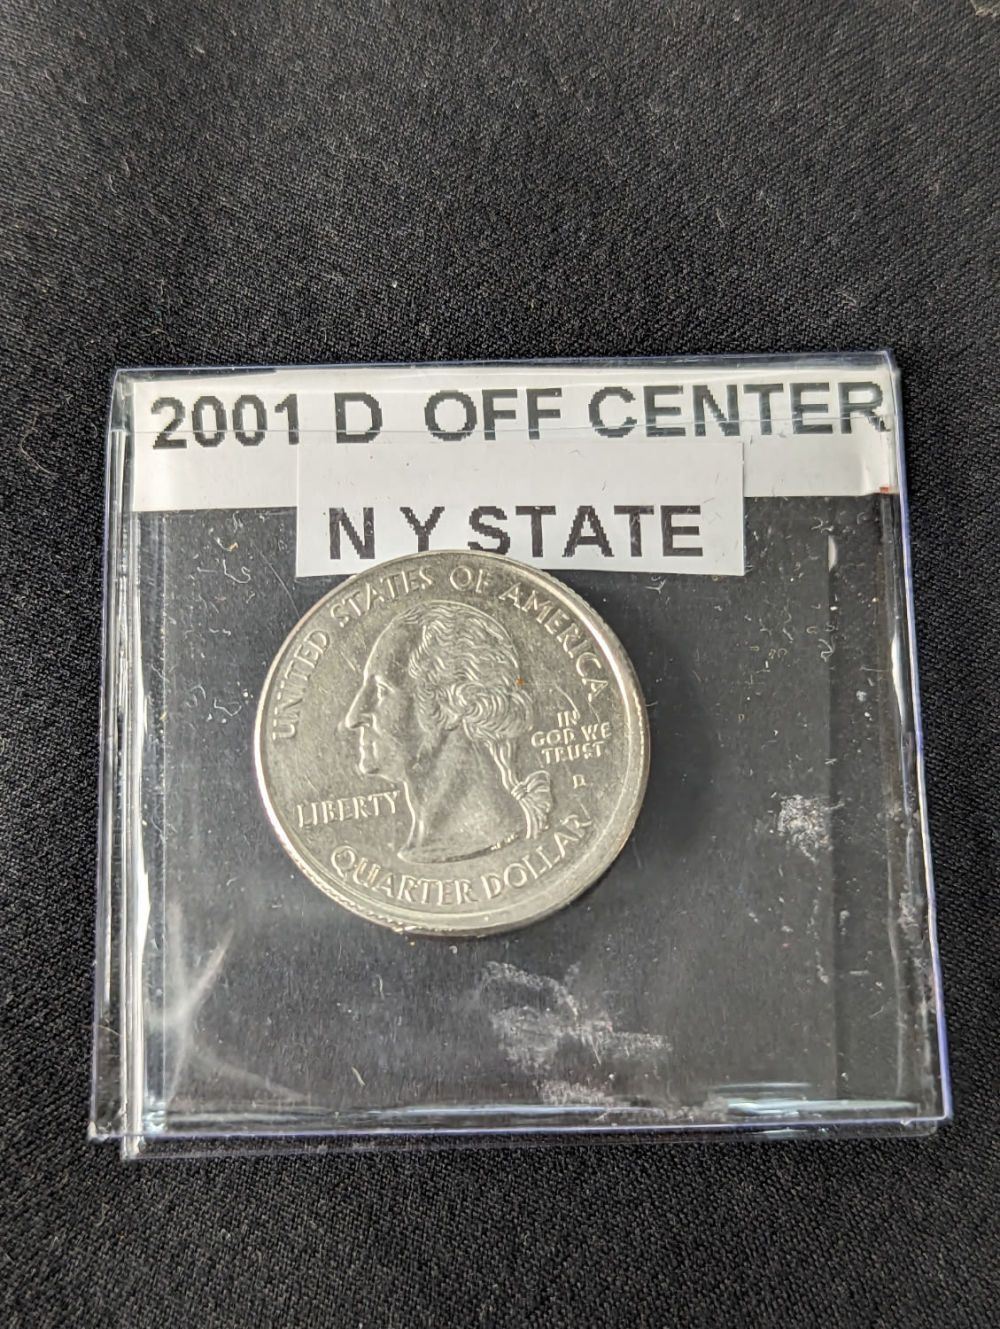 2001 D OFF CENTER
N Y STATE
UNITED STATES OF AMERICA
IN
GOD WE
TRUST
D
LIBERTY
QUARTER DOLLAR